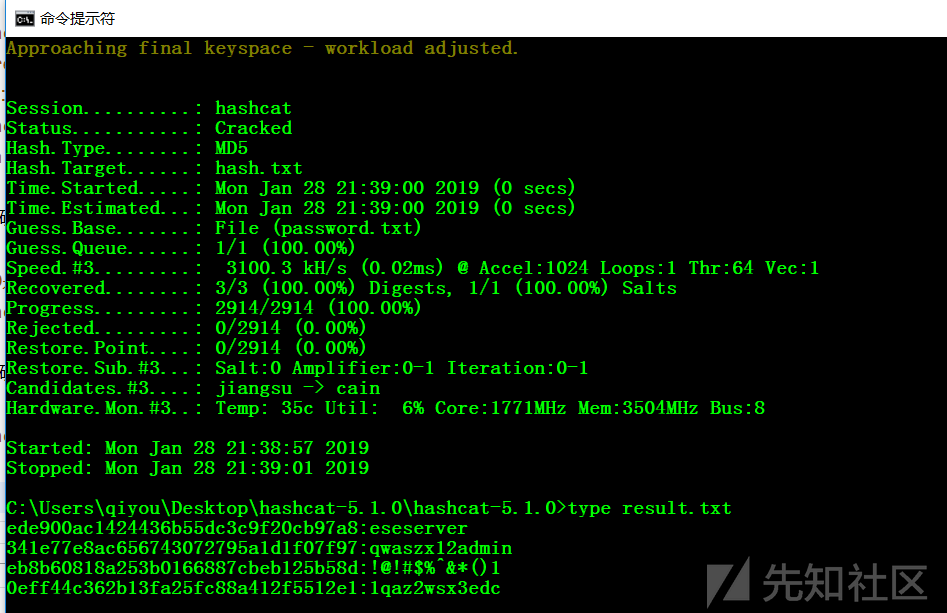 命令提示符
Approaching final keyspace - workload adjusted.
Session..........: hashcat
Status...........: Cracked
Hash.Type........: MD5
Hash.Target......: hash.txt
Time.Started.....: Mon Jan 28 21:39:00 2019 (0 secs)
Time.Estimated...: Mon Jan 28 21:39:00 2019 (0 secs)
Guess.Base.......: File (password.txt)
Guess.Queue......: 1/1 (100.00%)
Speed.#3.........:  3100.3 kH/s (0.02ms) @ Accel:1024 Loops:1 Thr:64 Vec:1
Recovered........: 3/3 (100.00%) Digests, 1/1 (100.00%) Salts
Progress.........: 2914/2914 (100.00%)
Rejected.........: 0/2914 (0.00%)
Restore.Point....: 0/2914 (0.00%)
Restore.Sub.#3...: Salt:0 Amplifier:0-1 Iteration:0-1
Candidates.#3....: jiangsu -> cain
Hardware.Mon.#3..: Temp: 35c Util:  6% Core:1771MHz Mem:3504MHz Bus:8
Started: Mon Jan 28 21:38:57 2019
Stopped: Mon Jan 28 21:39:01 2019
C:\Users\qiyou\Desktop\hashcat-5.1.0\hashcat-5.1.0>type result.txt
ede900ac1424436b55dc3c9f20cb97a8:eseserver
341e77e8ac656743072795a1d1f07f97:qwaszx12admin
eb8b60818a253b0166887cbeb125b58d:!@!#$%^&*()1
0eff44c362b13fa25fc88a412f5512e1:1qaz2wsx3edc
先知社区